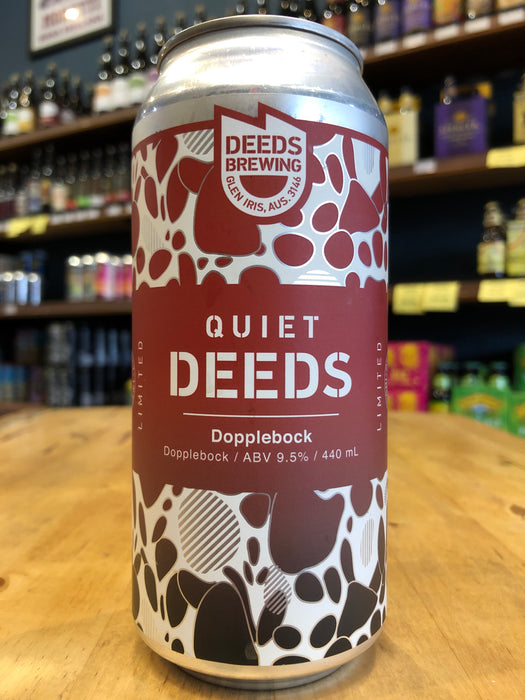 DEEDS
BREWING
GLEN IRIS, AUS. 3146
QUIET
DEEDS
LIMITED
LIMITED
Dopplebock
Dopplebock / ABV 9.5% / 440 mL